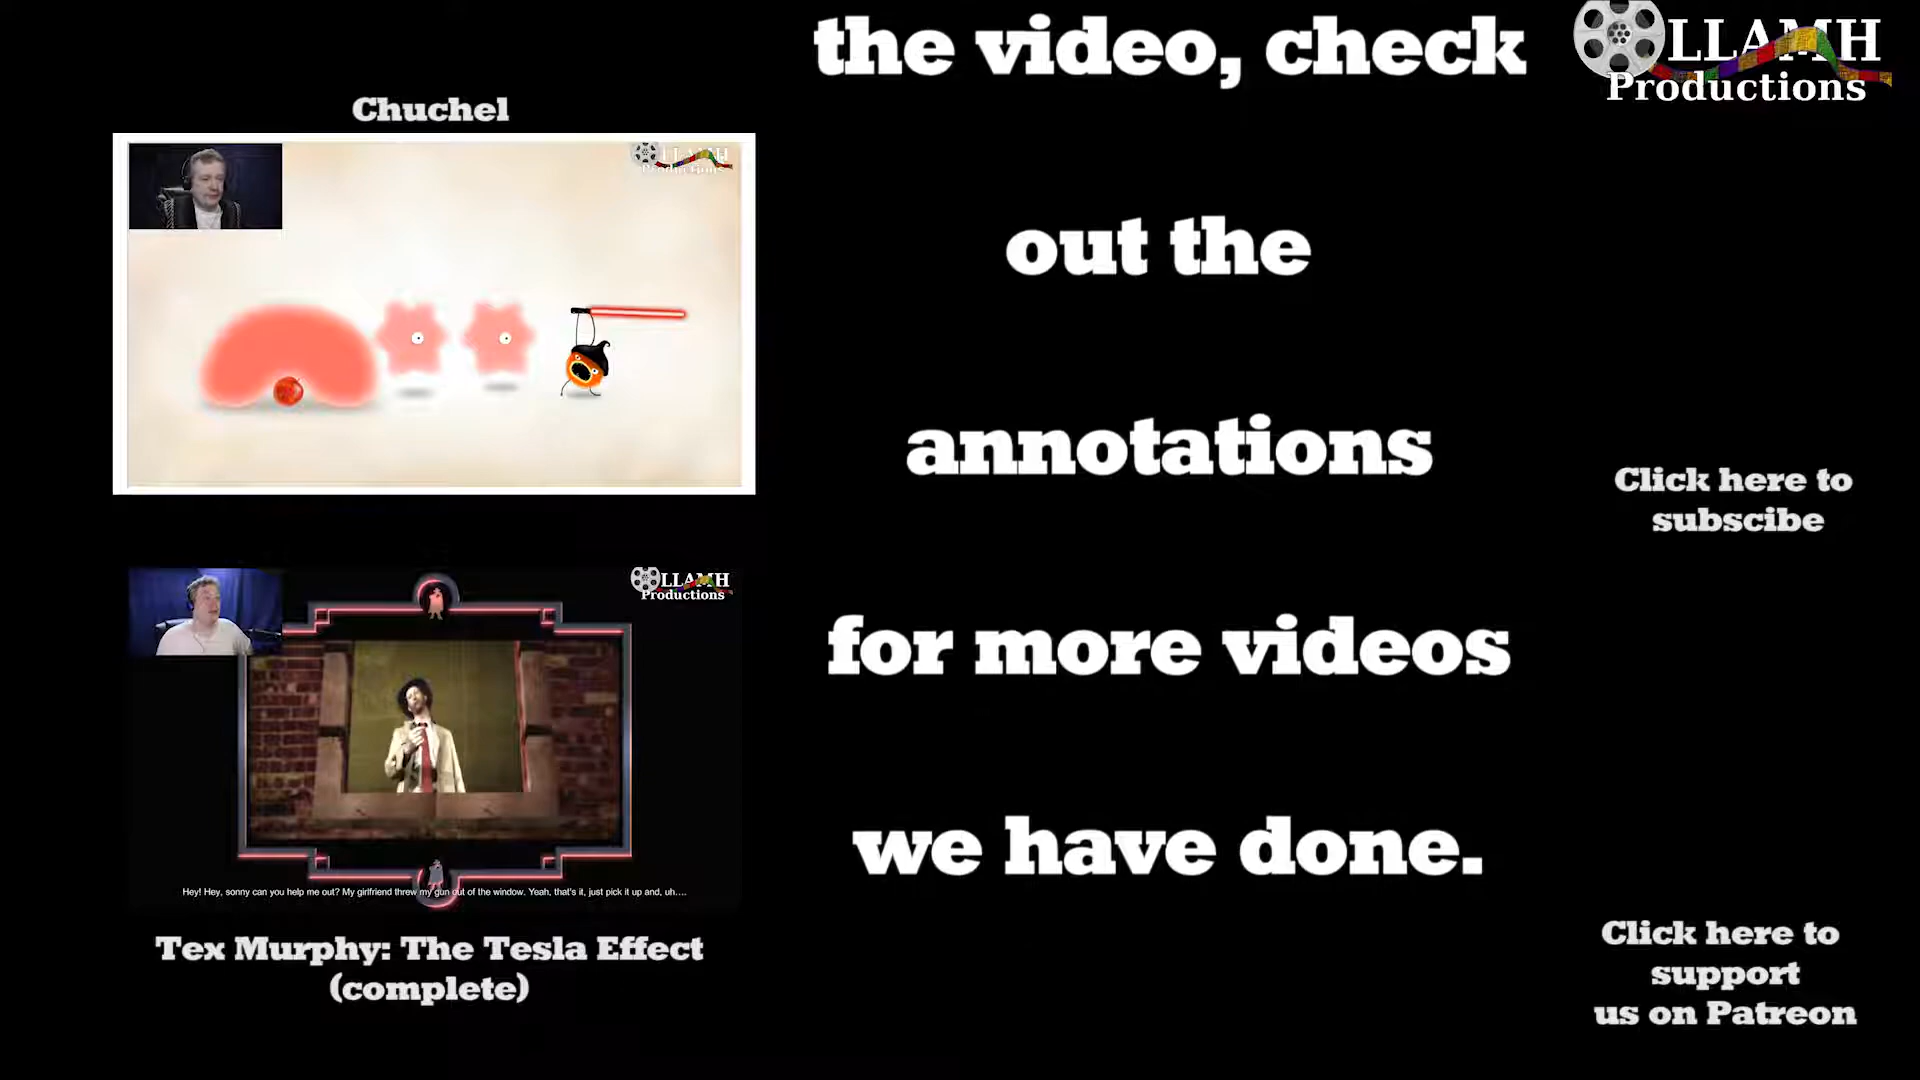 the video, check
LLAMH
Productions
Chuchel
LLAMH
Productions
out the
annotations
Click here to
subscibe
LLAMH
Productions
for more videos
we have done.
Hey! Hey, sonny can you help me out? My girlfriend threw my gun out of the window. Yeah, that's it, just pick it up and, uh....
Tex Murphy: The Tesla Effect
(complete)
Click here to
support
us on Patreon